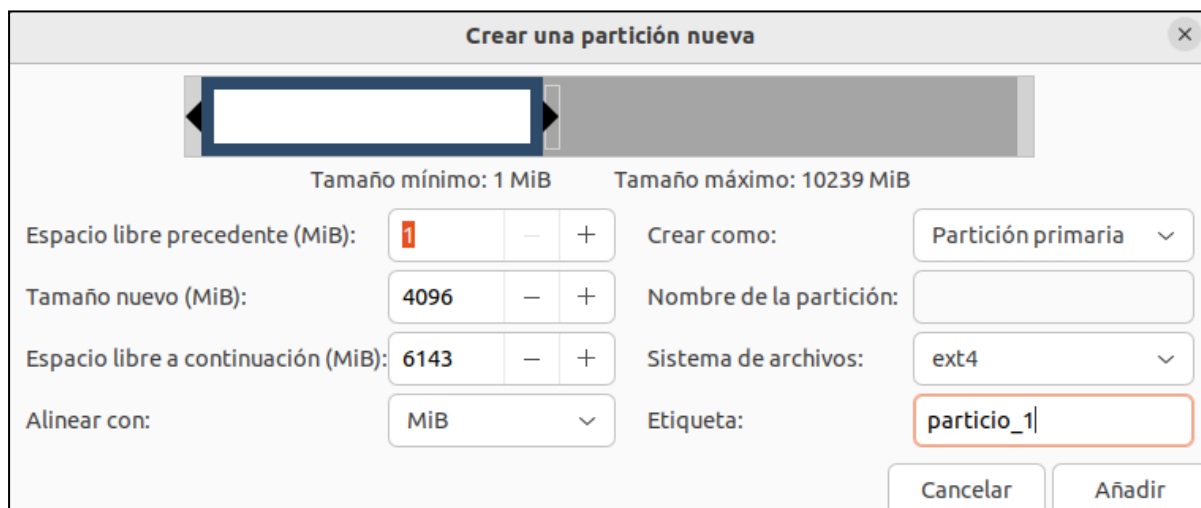 Crear una partición nueva
Tamaño mínimo: 1 MiB Tamaño máximo: 10239 MiB
Espacio libre precedente (MiB): 1 − + Crear como: Partición primaria
Tamaño nuevo (MiB): 4096 − + Nombre de la partición:
Espacio libre a continuación (MiB): 6143 − + Sistema de archivos: ext4
Alinear con: MiB Etiqueta: particio_1
Cancelar Añadir